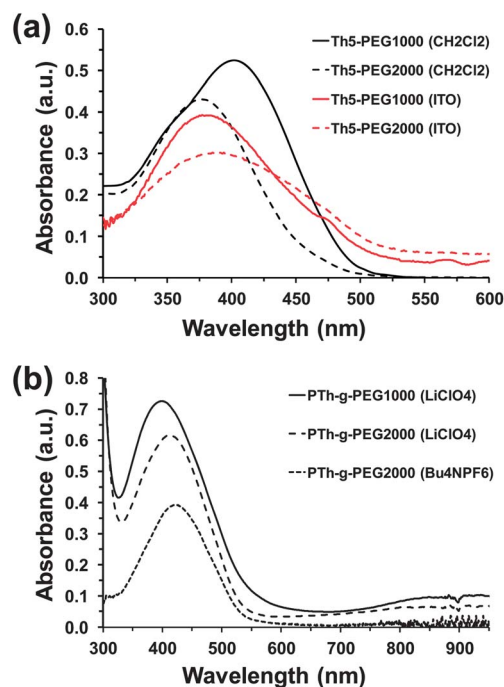 (a)
Th5-PEG1000 (CH2Cl2)
Th5-PEG2000 (CH2Cl2)
Th5-PEG1000 (ITO)
Th5-PEG2000 (ITO)
Absorbance (a.u.)
0.6
0.5
0.4
0.3
0.2
0.1
0.0
300 350 400 450 500 550 600
Wavelength (nm)
(b)
PTh-g-PEG1000 (LiClO4)
PTh-g-PEG2000 (LiClO4)
PTh-g-PEG2000 (Bu4NPF6)
Absorbance (a.u.)
0.8
0.7
0.6
0.5
0.4
0.3
0.2
0.1
0.0
300 400 500 600 700 800 900
Wavelength (nm)